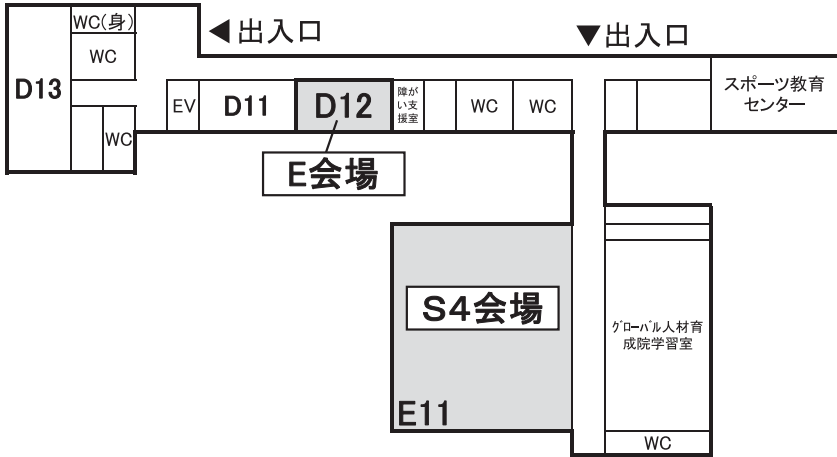 WC(身)
◀出入口
▼出入口
WC
D13
スポーツ教育
センター
EV
D11
D12
障が
い支
援室
WC
WC
WC
E会場
S4会場
グローバル人材育
成院学習室
E11
WC